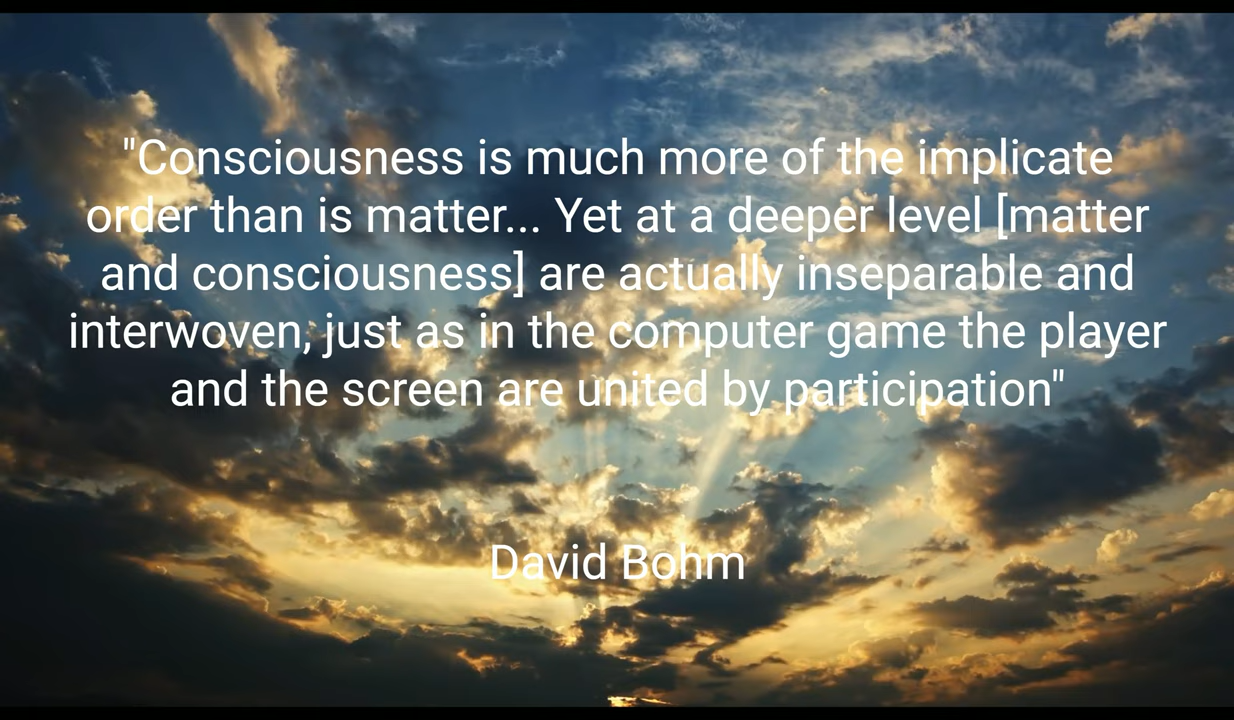 "Consciousness is much more of the implicate
order than is matter... Yet at a deeper level [matter
and consciousness] are actually inseparable and
interwoven, just as in the computer game the player
and the screen are united by participation"
David Bohm